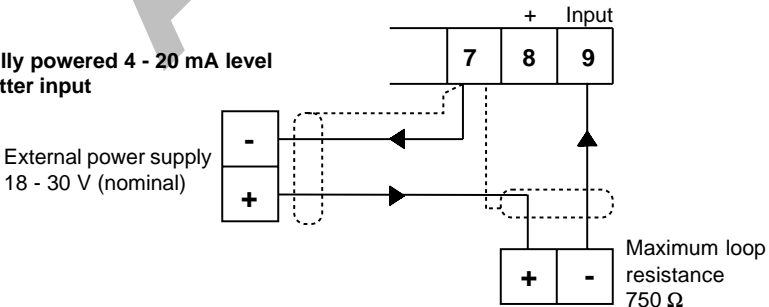 + Input
7 8 9
lly powered 4 - 20 mA level
tter input
External power supply
18 - 30 V (nominal)
-
+
+ -
Maximum loop
resistance
750 Ω